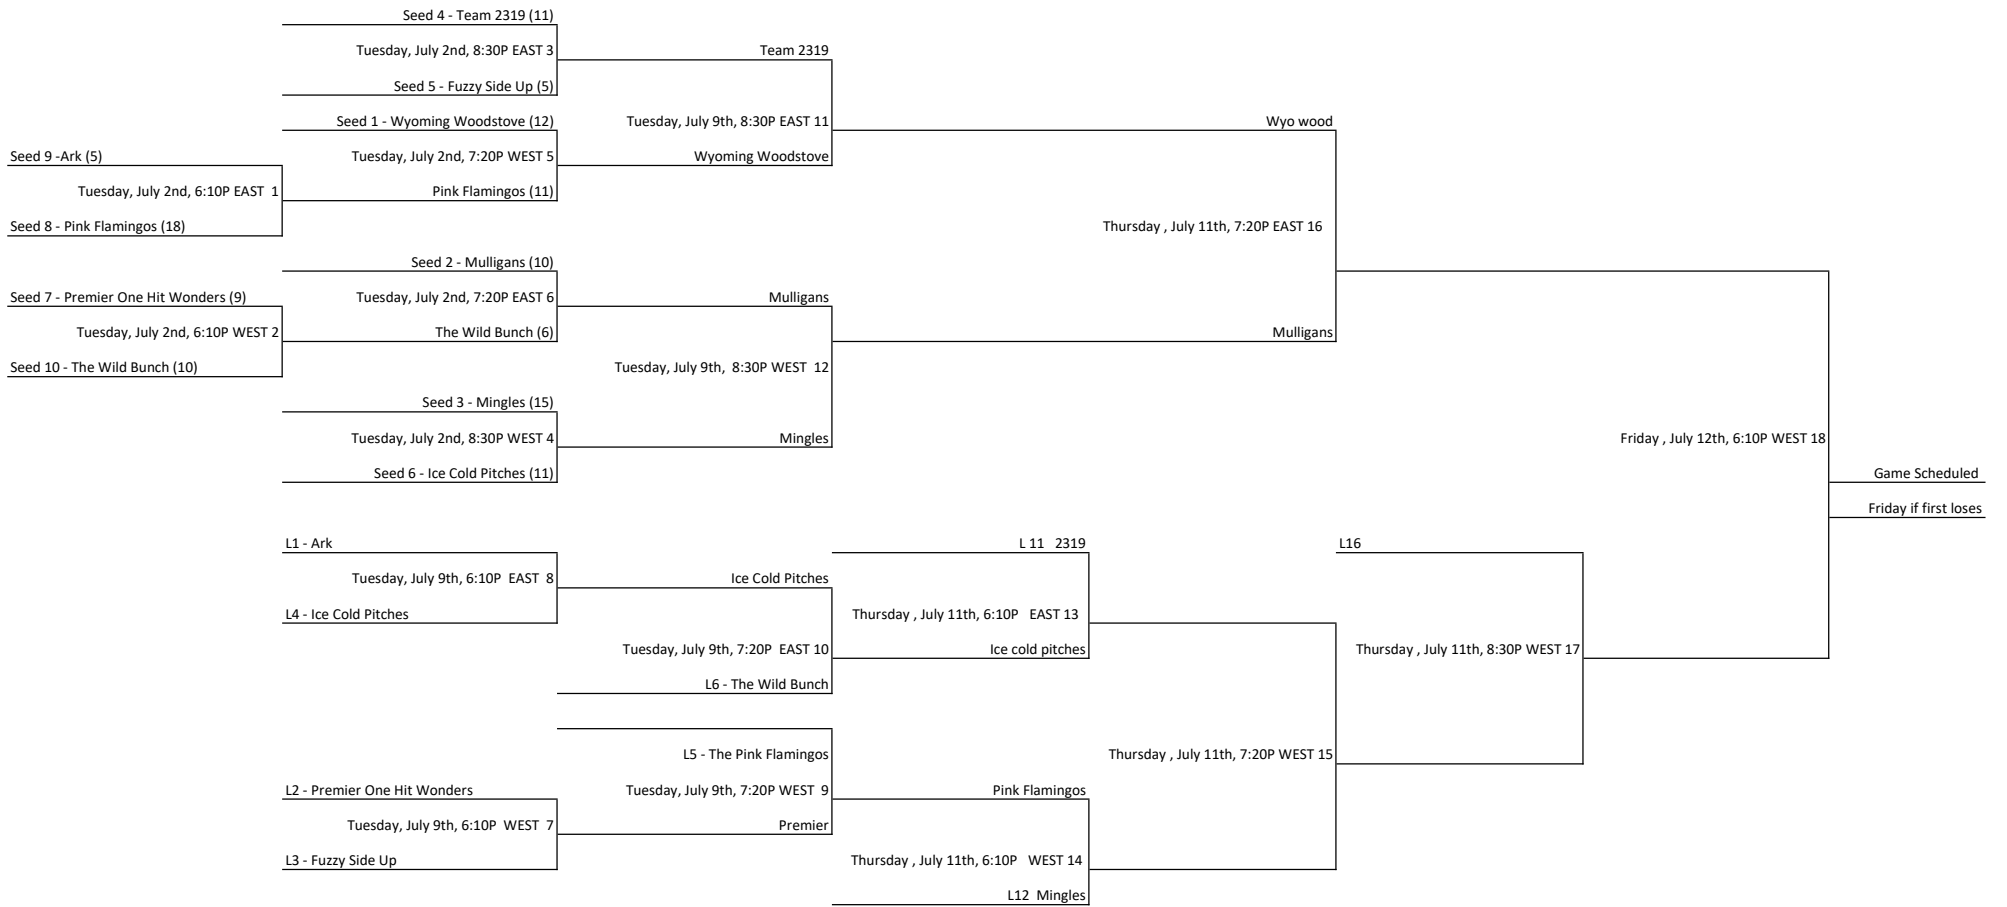 Seed 4 - Team 2319 (11)
Tuesday, July 2nd, 8:30P EAST 3
Team 2319
Seed 5 - Fuzzy Side Up (5)
Seed 1 - Wyoming Woodstove (12)
Tuesday, July 9th, 8:30P EAST 11
Wyo wood
Seed 9 -Ark (5)
Tuesday, July 2nd, 7:20P WEST 5
Wyoming Woodstove
Tuesday, July 2nd, 6:10P EAST  1
Pink Flamingos (11)
Seed 8 - Pink Flamingos (18)
Thursday , July 11th, 7:20P EAST 16
Seed 2 - Mulligans (10)
Seed 7 - Premier One Hit Wonders (9)
Tuesday, July 2nd, 7:20P EAST 6
Mulligans
Tuesday, July 2nd, 6:10P WEST 2
The Wild Bunch (6)
Mulligans
Seed 10 - The Wild Bunch (10)
Tuesday, July 9th,  8:30P WEST  12
Seed 3 - Mingles (15)
Tuesday, July 2nd, 8:30P WEST 4
Mingles
Friday , July 12th, 6:10P WEST 18
Seed 6 - Ice Cold Pitches (11)
Game Scheduled
Friday if first loses
L1 - Ark
L 11   2319
L16
Tuesday, July 9th, 6:10P  EAST  8
Ice Cold Pitches
L4 - Ice Cold Pitches
Thursday , July 11th, 6:10P   EAST 13
Tuesday, July 9th, 7:20P  EAST 10
Ice cold pitches
Thursday , July 11th, 8:30P WEST 17
L6 - The Wild Bunch
L5 - The Pink Flamingos
Thursday , July 11th, 7:20P WEST 15
L2 - Premier One Hit Wonders
Tuesday, July 9th, 7:20P WEST  9
Pink Flamingos
Tuesday, July 9th, 6:10P  WEST  7
Premier
L3 - Fuzzy Side Up
Thursday , July 11th, 6:10P   WEST 14
L12  Mingles